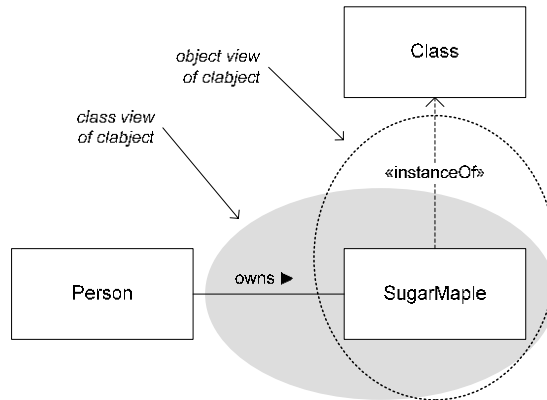 object view
of clabject
Class
class view
of clabject
«instanceOf»
owns ►
Person
SugarMaple